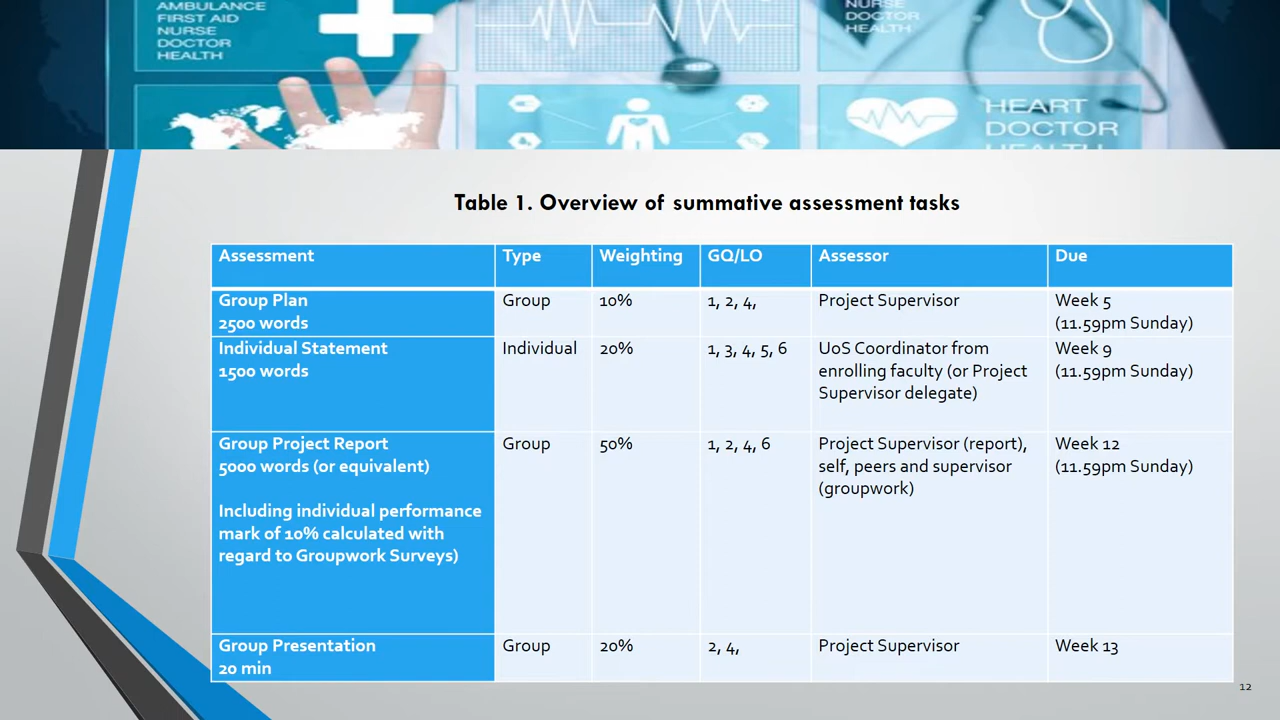 AMBULANCE
FIRST AID
NURSE
DOCTOR
HEALTH
NURSE
DOCTOR
HEALTH
HEART
DOCTOR
HEALTH
Table 1. Overview of summative assessment tasks
Assessment Type Weighting GQ/LO Assessor Due
Group Plan Group 10% 1, 2, 4, Project Supervisor Week 5
2500 words (11.59pm Sunday)
Individual Statement Individual 20% 1, 3, 4, 5, 6 UoS Coordinator from Week 9
1500 words enrolling faculty (or Project (11.59pm Sunday)
Supervisor delegate)
Group Project Report Group 50% 1, 2, 4, 6 Project Supervisor (report), Week 12
5000 words (or equivalent) self, peers and supervisor (11.59pm Sunday)
(groupwork)
Including individual performance
mark of 10% calculated with
regard to Groupwork Surveys)
Group Presentation Group 20% 2, 4, Project Supervisor Week 13
20 min
12